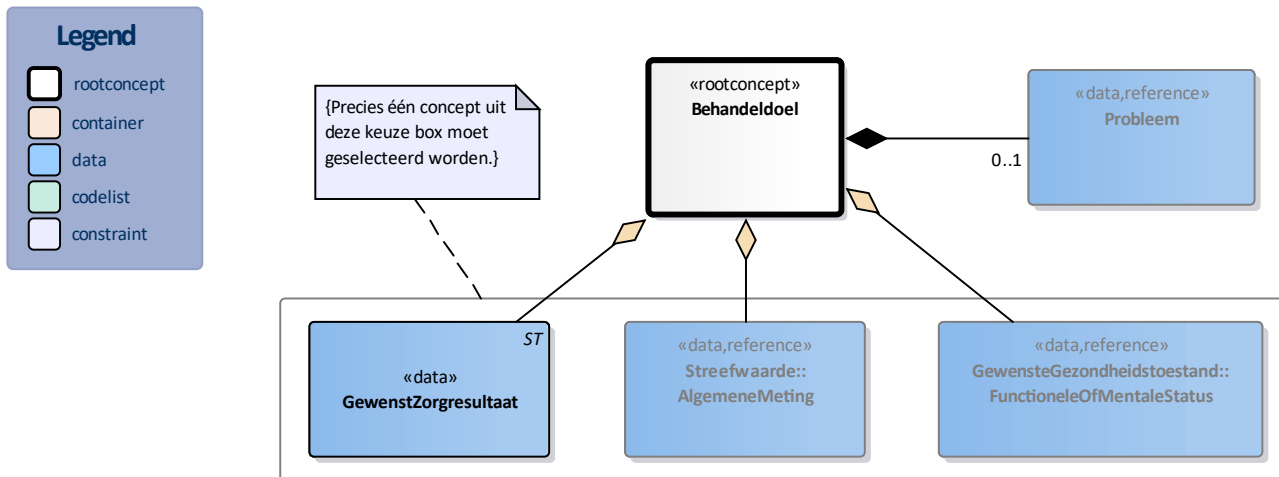 Legend
rootconcept
container
data
codelist
constraint
{Precies één concept uit
deze keuze box moet
geselecteerd worden.}
«rootconcept»
Behandeldoel
«data,reference»
Probleem
0..1
ST
«data»
GewenstZorgresultaat
«data,reference»
Streefwaarde::
AlgemeneMeting
«data,reference»
GewensteGezondheidstoestand::
FunctioneleOfMentaleStatus